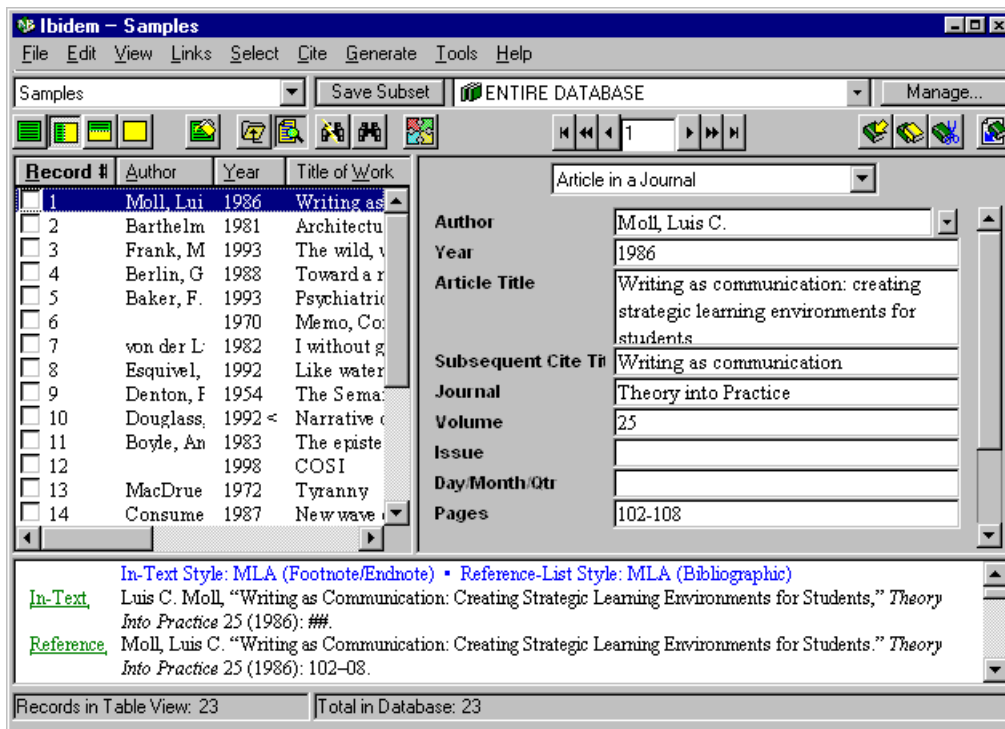 Ibidem – Samples
File Edit View Links Select Cite Generate Tools Help
Samples Save Subset ENTIRE DATABASE Manage...
1
Record # Author Year Title of Work
1 Moll, Lui 1986 Writing as
2 Barthelm 1981 Architectu
3 Frank, M 1993 The wild, w
4 Berlin, G 1988 Toward a r
5 Baker, F. 1993 Psychiatric
6 1970 Memo, Co
7 von der L 1982 I without g
8 Esquivel, 1992 Like water
9 Denton, F 1954 The Sema
10 Douglass, 1992 < Narrative
11 Boyle, An 1983 The episte
12 1998 COSI
13 MacDrue 1972 Tyranny
14 Consume 1987 New wave
Article in a Journal
Author Moll, Luis C.
Year 1986
Article Title Writing as communication: creating
strategic learning environments for
students
Subsequent Cite Tit Writing as communication
Journal Theory into Practice
Volume 25
Issue
Day/Month/Qtr
Pages 102-108
In-Text Style: MLA (Footnote/Endnote) ▪ Reference-List Style: MLA (Bibliographic)
In-Text Luis C. Moll, “Writing as Communication: Creating Strategic Learning Environments for Students,” Theory
Into Practice 25 (1986): ##.
Reference Moll, Luis C. “Writing as Communication: Creating Strategic Learning Environments for Students.” Theory
Into Practice 25 (1986): 102–08.
Records in Table View: 23 Total in Database: 23